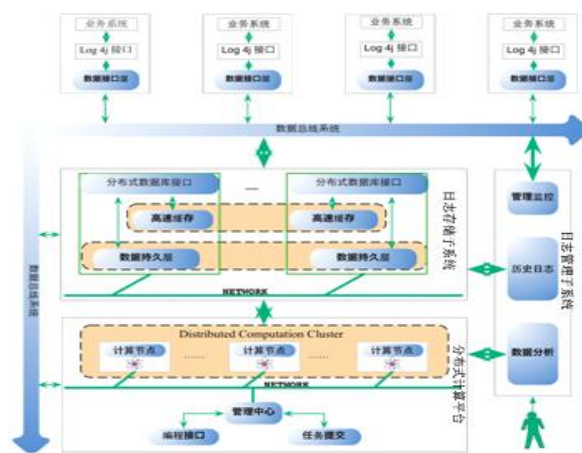 业务系统
业务系统
业务系统
业务系统
Log 4j 接口
Log 4j 接口
Log 4j 接口
Log 4j 接口
数据接口层
数据接口层
数据接口层
数据接口层
数据总线系统
分布式数据库接口
分布式数据库接口
高速缓存
高速缓存
数据持久层
数据持久层
NETWORK
日志存储子系统
管理监控
历史日志
数据分析
日志管理子系统
数据总线系统
Distributed Computation Cluster
计算节点
......
计算节点
......
计算节点
NETWORK
分布式计算平台
管理中心
编程接口
任务提交